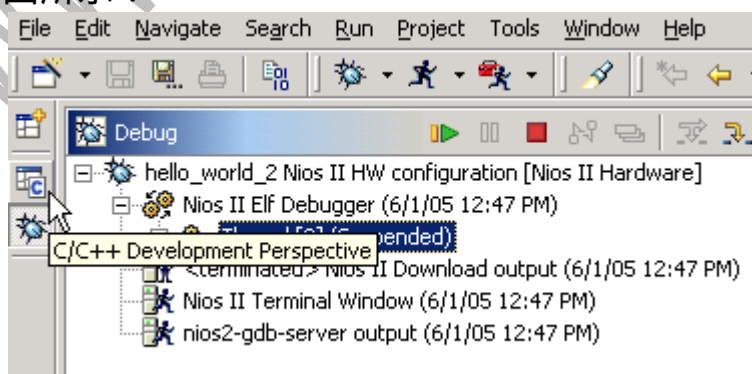 File Edit Navigate Search Run Project Tools Window Help
Debug
hello_world_2 Nios II HW configuration [Nios II Hardware]
Nios II Elf Debugger (6/1/05 12:47 PM)
C/C++ Development Perspective
<terminated> Nios II Download output (6/1/05 12:47 PM)
Nios II Terminal Window (6/1/05 12:47 PM)
nios2-gdb-server output (6/1/05 12:47 PM)